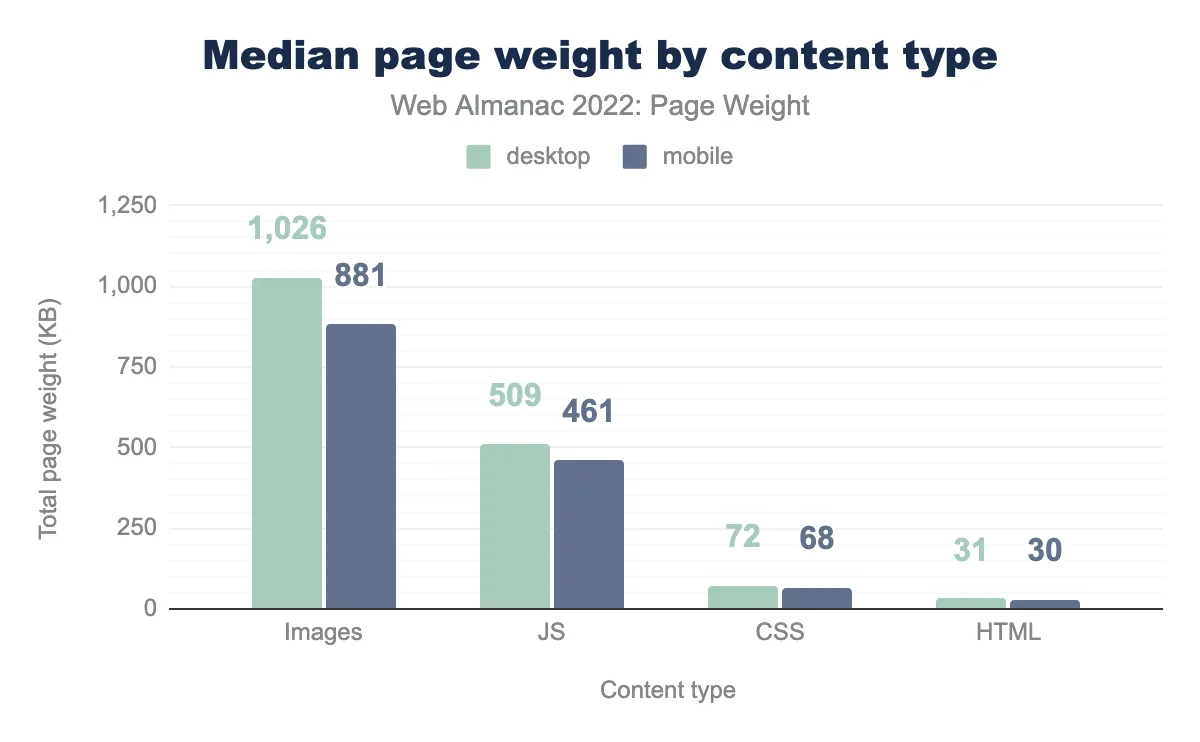 Median page weight by content type
Web Almanac 2022: Page Weight
desktop mobile
Total page weight (KB)
1,250
1,000
750
500
250
0
1,026 881
509 461
72 68
31 30
Images JS CSS HTML
Content type